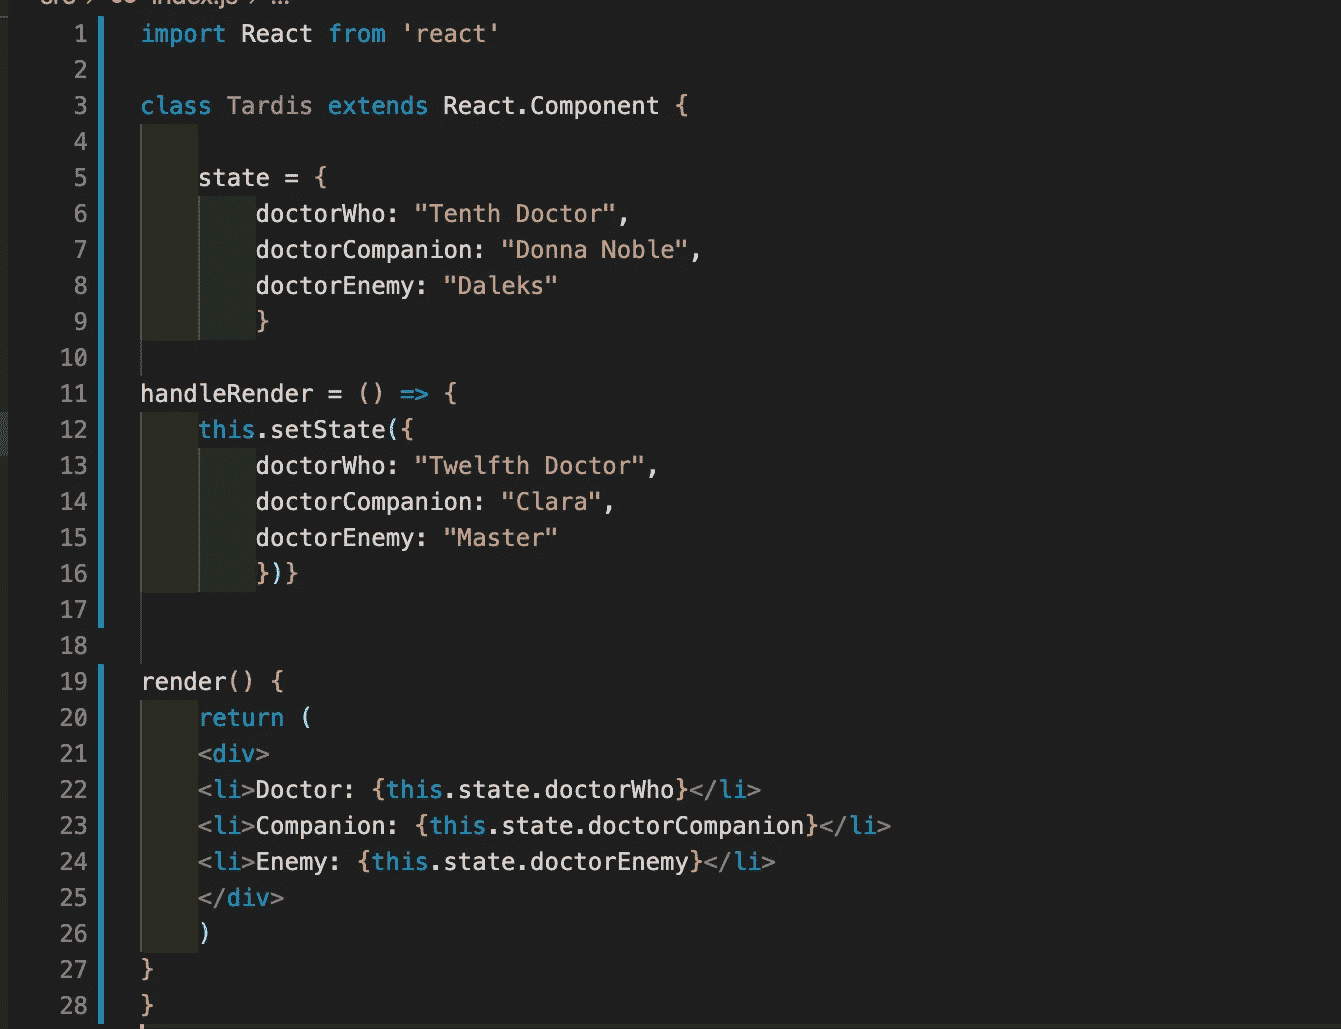 src > index.js > ...
1 import React from 'react'
2
3 class Tardis extends React.Component {
4
5 state = {
6 doctorWho: "Tenth Doctor",
7 doctorCompanion: "Donna Noble",
8 doctorEnemy: "Daleks"
9 }
10
11 handleRender = () => {
12 this.setState({
13 doctorWho: "Twelfth Doctor",
14 doctorCompanion: "Clara",
15 doctorEnemy: "Master"
16 })}
17
18
19 render() {
20 return (
21 <div>
22 <li>Doctor: {this.state.doctorWho}</li>
23 <li>Companion: {this.state.doctorCompanion}</li>
24 <li>Enemy: {this.state.doctorEnemy}</li>
25 </div>
26 )
27 }
28 }